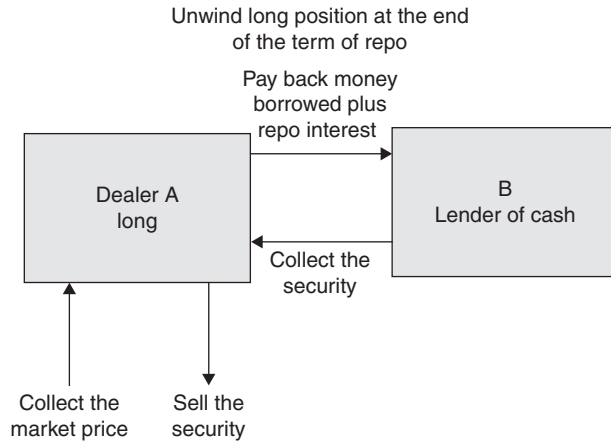 Unwind long position at the end
of the term of repo
Pay back money
borrowed plus
repo interest
Dealer A
long
B
Lender of cash
Collect the
security
Collect the
market price
Sell the
security